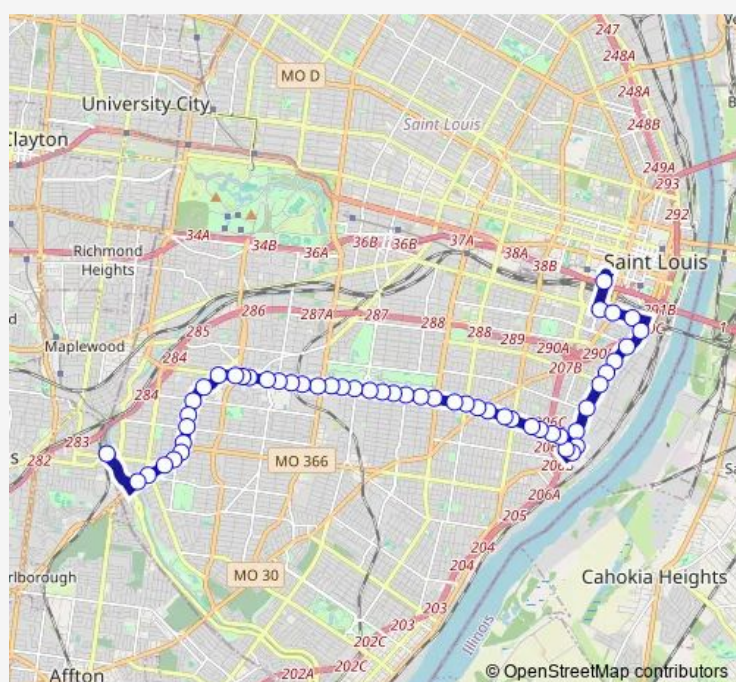 247
248A
MO D
248A
University City
Saint Louis
248B
Clayton
249A
293
292
34A
34B
36A
36B
36B
37A
38A
38B
Richmond
Heights
Saint Louis
291B
286
287A
287
288
288
289
290A
285
Maplewood
284
207B
284
283
282
MO 366
206A
205
204
204
MO 30
203
203
Cahokia Heights
202C
202C
202A
Illinois
Affton
© OpenStreetMap contributors